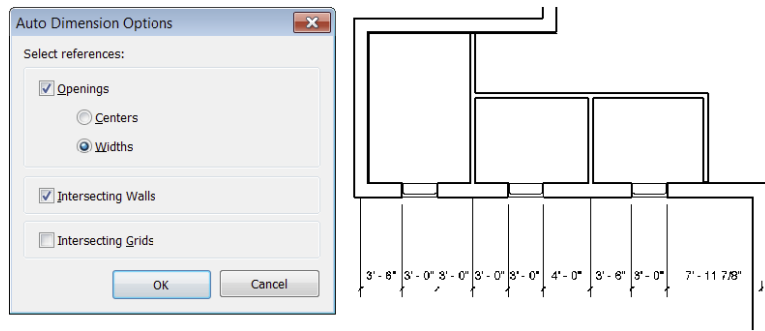 Auto Dimension Options
Select references:
Openings
Centers
Widths
Intersecting Walls
Intersecting Grids
OK Cancel
3' - 6" 3' - 0" 3' - 0" 3' - 0" 3' - 0" 4' - 0" 3' - 6" 3' - 0" 7' - 11 7/8"